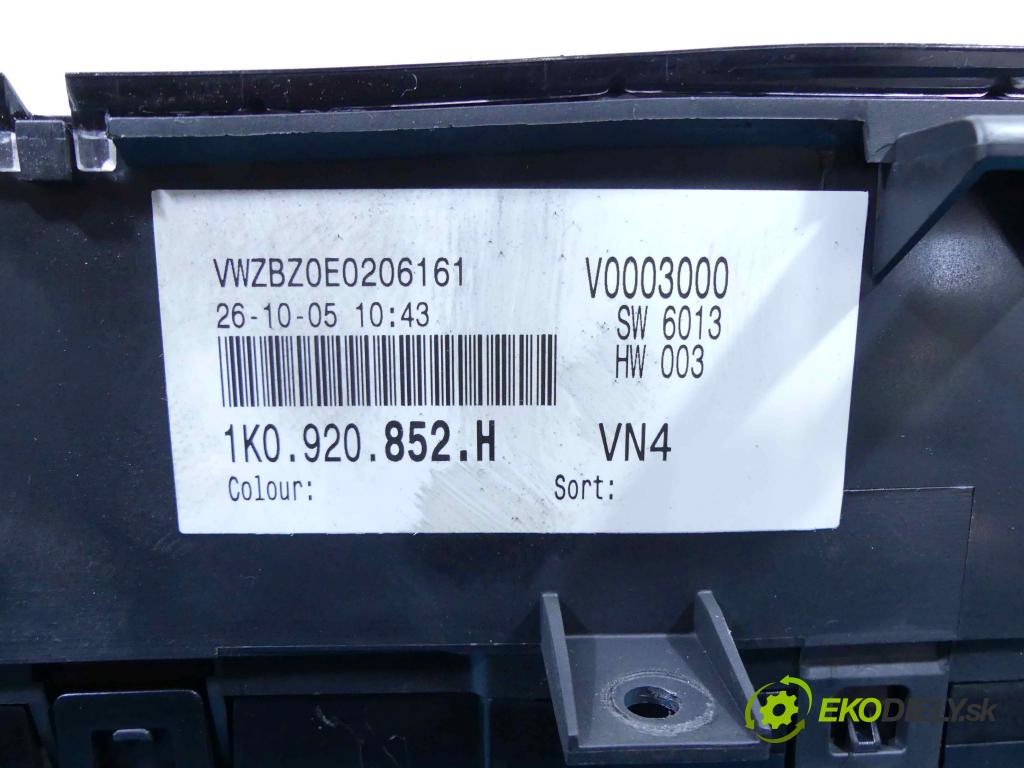 VWZBZ0E0206161
V0003000
26-10-05 10:43
SW 6013
HW 003
1K0.920.852.H
VN4
Colour:
Sort:
EKODIELY.sk